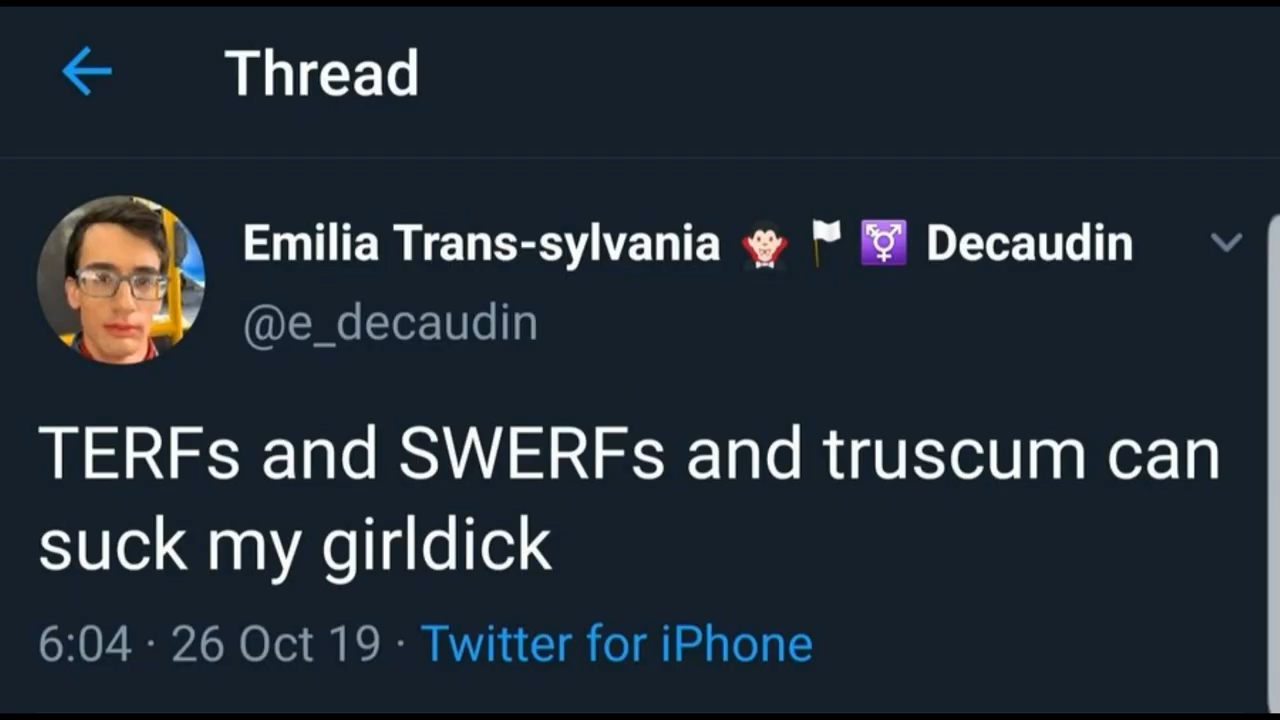 Thread
Emilia Trans-sylvania 🧛🏻‍♂️ 🏳️ ⚧️ Decaudin
@e_decaudin
TERFs and SWERFs and truscum can
suck my girldick
6:04 · 26 Oct 19 · Twitter for iPhone